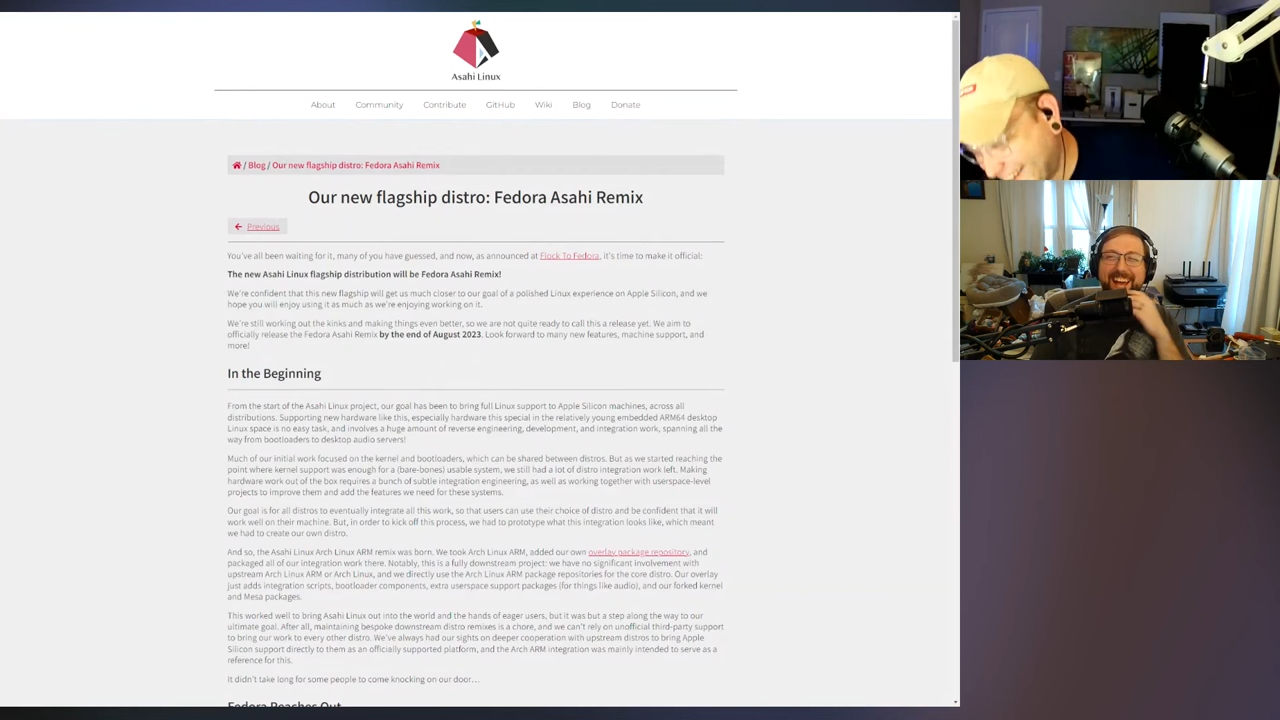 Asahi Linux
About Community Contribute GitHub Wiki Blog Donate
/ Blog / Our new flagship distro: Fedora Asahi Remix
Our new flagship distro: Fedora Asahi Remix
Previous
You've all been waiting for it, many of you have guessed, and now, as announced at Flock To Fedora, it's time to make it official:
The new Asahi Linux flagship distribution will be Fedora Asahi Remix!
We're confident that this new flagship will get us much closer to our goal of a polished Linux experience on Apple Silicon, and we
hope you will enjoy using it as much as we're enjoying working on it.
We're still working out the kinks and making things even better, so we are not quite ready to call this a release yet. We aim to
officially release the Fedora Asahi Remix by the end of August 2023. Look forward to many new features, machine support, and
more!
In the Beginning
From the start of the Asahi Linux project, our goal has been to bring full Linux support to Apple Silicon machines, across all
distributions. Supporting new hardware like this, especially hardware this special in the relatively young embedded ARM64 desktop
Linux space is no easy task, and involves a huge amount of reverse engineering, development, and integration work, spanning all the
way from bootloaders to desktop audio servers!
Much of our initial work focused on the kernel and bootloaders, which can be shared between distros. But as we started reaching the
point where kernel support was enough for a (bare-bones) usable system, we still had a lot of distro integration work left. Making
hardware work out of the box requires a bunch of subtle integration engineering, as well as working together with userspace-level
projects to improve them and add the features we need for these systems.
Our goal is for all distros to eventually integrate all this work, so that users can use their choice of distro and be confident that it will
work well on their machine. But, in order to kick off this process, we had to prototype what this integration looks like, which meant
we had to create our own distro.
And so, the Asahi Linux Arch Linux ARM remix was born. We took Arch Linux ARM, added our own overlay package repository, and
packaged all of our integration work there. Notably, this is a fully downstream project: we have no significant involvement with
upstream Arch Linux ARM or Arch Linux, and we directly use the Arch Linux ARM package repositories for the core distro. Our overlay
just adds integration scripts, bootloader components, extra userspace support packages (for things like audio), and our forked kernel
and Mesa packages.
This worked well to bring Asahi Linux out into the world and the hands of eager users, but it was but a step along the way to our
ultimate goal. After all, maintaining bespoke downstream distro remixes is a chore, and we can't rely on unofficial third-party support
to bring our work to every other distro. We've always had our sights on deeper cooperation with upstream distros to bring Apple
Silicon support directly to them as an officially supported platform, and the Arch ARM integration was mainly intended to serve as a
reference for this.
It didn't take long for some people to come knocking on our door…
Fedora Reaches Out